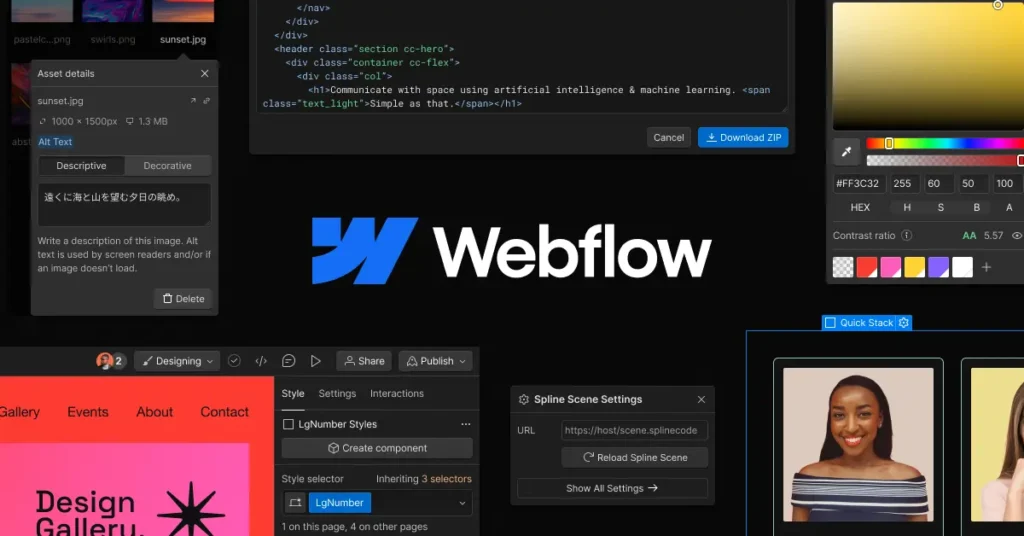 pastelc...png
swirls.png
sunset.jpg
Asset details
sunset.jpg
1000 × 1500px
1.3 MB
Alt Text
Descriptive
Decorative
遠くに海と山を望む夕日の眺め。
Write a description of this image. Alt
text is used by screen readers and/or if
an image doesn't load.
Delete
</nav>
</div>
</div>
<header class="section cc-hero">
<div class="container cc-flex">
<div class="col">
<h1>Communicate with space using artificial intelligence & machine learning. <span
class="text_light">Simple as that.</span></h1>
Cancel
Download ZIP
#FF3C32
255
60
50
100
HEX
H
S
B
A
Contrast ratio
AA
5.57
Webflow
2
Designing
Share
Publish
Gallery
Events
About
Contact
Design
Gallery.
Style
Settings
Interactions
LgNumber Styles
Create component
Style selector
Inheriting 3 selectors
LgNumber
1 on this page, 4 on other pages
Spline Scene Settings
URL
https://host/scene.splinecode
Reload Spline Scene
Show All Settings →
Quick Stack